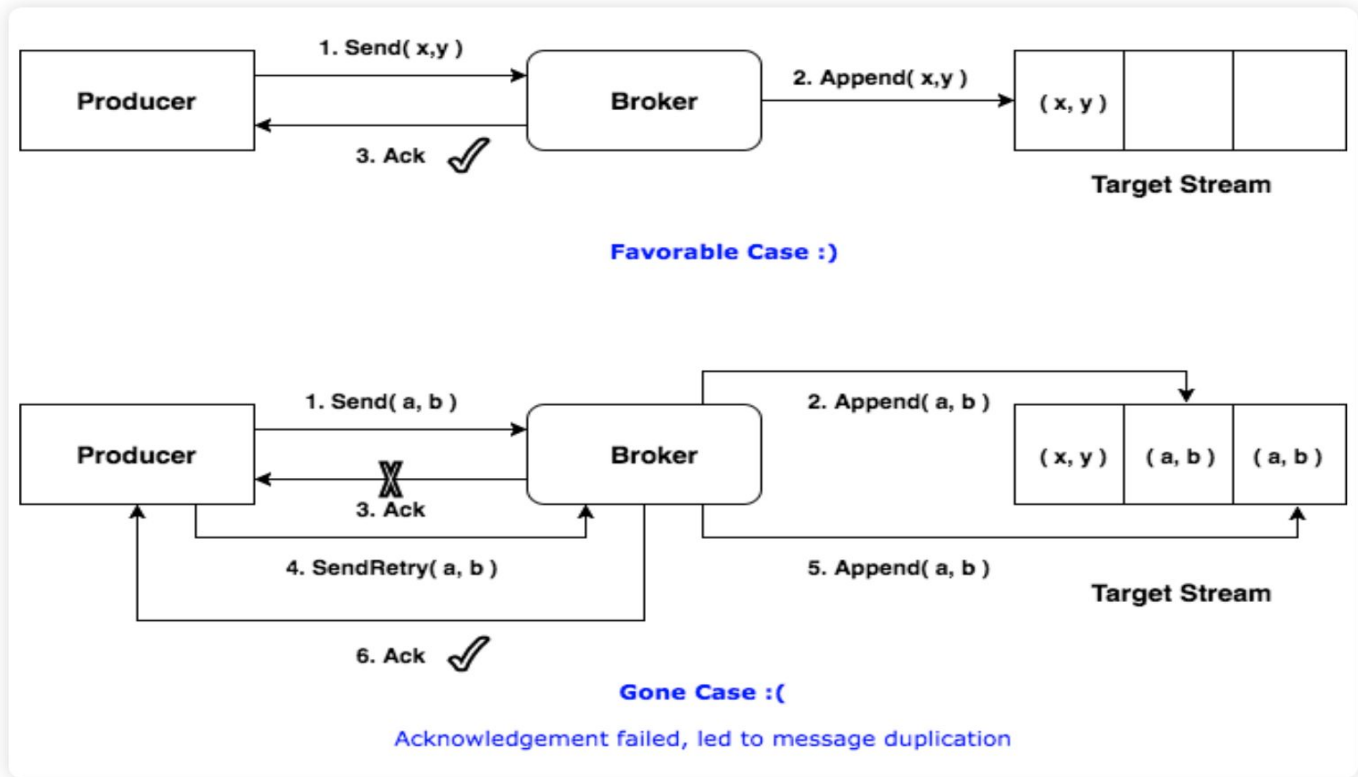 1. Send( x,y )
Producer
Broker
2. Append( x,y )
( x, y )
3. Ack
Target Stream
Favorable Case :)
1. Send( a, b )
2. Append( a, b )
Producer
Broker
( x, y )
( a, b )
( a, b )
3. Ack
4. SendRetry( a, b )
5. Append( a, b )
Target Stream
6. Ack
Gone Case :(
Acknowledgement failed, led to message duplication